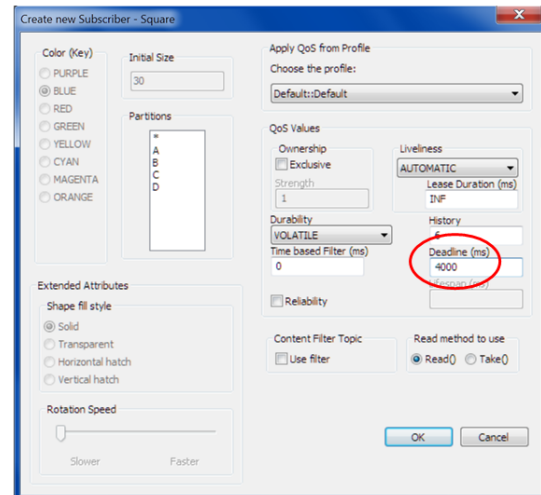 Create new Subscriber - Square
Color (Key)
PURPLE
BLUE
RED
GREEN
YELLOW
CYAN
MAGENTA
ORANGE
Initial Size
30
Partitions
*
A
B
C
D
Extended Attributes
Shape fill style
Solid
Transparent
Horizontal hatch
Vertical hatch
Rotation Speed
Slower Faster
Apply QoS from Profile
Choose the profile:
Default::Default
QoS Values
Ownership
Exclusive
Strength
1
Liveliness
AUTOMATIC
Lease Duration (ms)
INF
Durability
VOLATILE
History
6
Time based Filter (ms)
0
Deadline (ms)
4000
Lifespan (ms)
Reliability
Content Filter Topic
Use filter
Read method to use
Read() Take()
OK Cancel